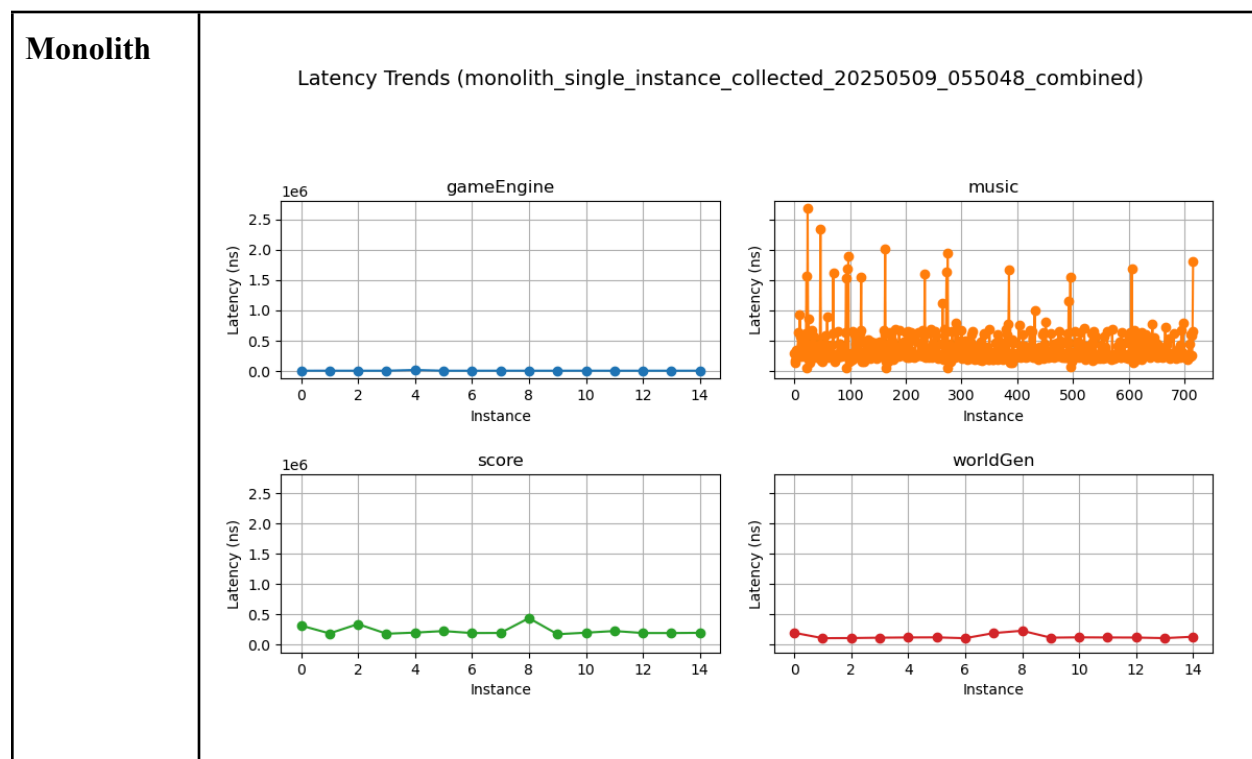 Monolith
Latency Trends (monolith_single_instance_collected_20250509_055048_combined)
gameEngine
1e6
2.5
2.0
1.5
1.0
0.5
0.0
Latency (ns)
0 2 4 6 8 10 12 14
Instance
music
Latency (ns)
0 100 200 300 400 500 600 700
Instance
score
1e6
2.5
2.0
1.5
1.0
0.5
0.0
Latency (ns)
0 2 4 6 8 10 12 14
Instance
worldGen
Latency (ns)
0 2 4 6 8 10 12 14
Instance